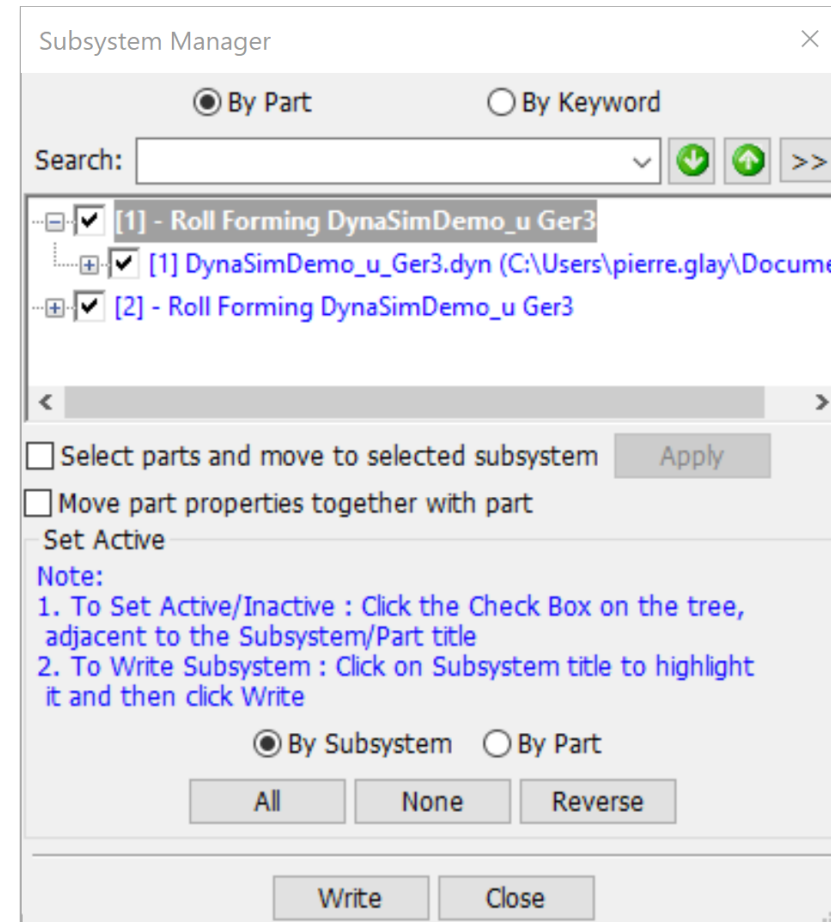 Subsystem Manager
By Part By Keyword
Search: >>
[1] - Roll Forming DynaSimDemo_u Ger3
[1] DynaSimDemo_u_Ger3.dyn (C:\Users\pierre.glay\Docume
[2] - Roll Forming DynaSimDemo_u Ger3
Select parts and move to selected subsystem Apply
Move part properties together with part
Set Active
Note:
1. To Set Active/Inactive : Click the Check Box on the tree,
adjacent to the Subsystem/Part title
2. To Write Subsystem : Click on Subsystem title to highlight
it and then click Write
By Subsystem By Part
All None Reverse
Write Close